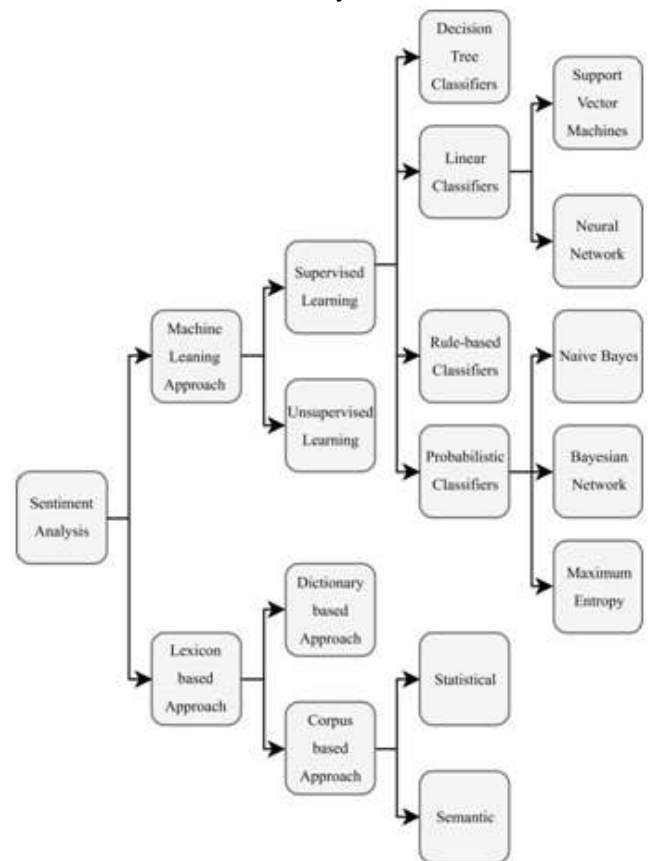 Decision
Tree
Classifiers
Support
Vector
Machines
Linear
Classifiers
Neural
Network
Supervised
Learning
Machine
Leaning
Approach
Rule-based
Classifiers
Naive Bayes
Unsupervised
Learning
Probabilistic
Classifiers
Bayesian
Network
Sentiment
Analysis
Maximum
Entropy
Dictionary
based
Approach
Lexicon
based
Approach
Statistical
Corpus
based
Approach
Semantic